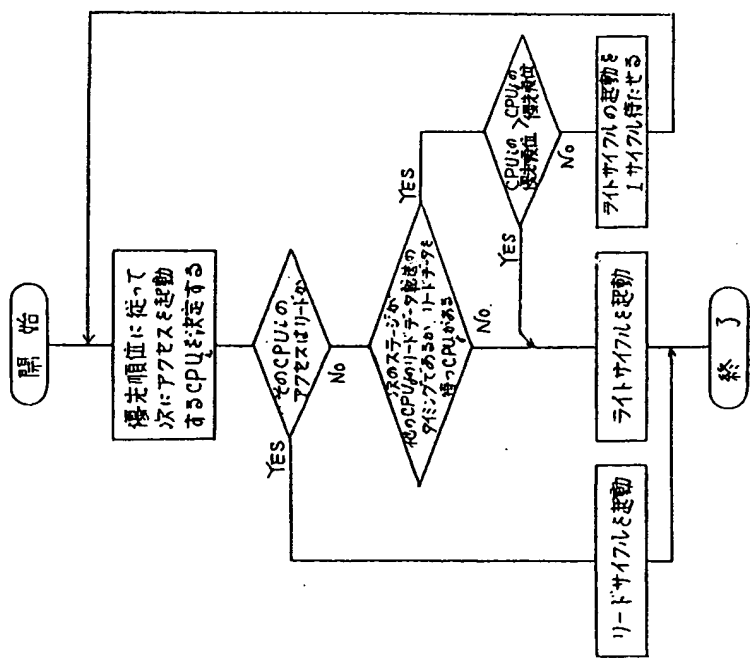 開始
優先順位に従って
次にアクセスを起動
するCPUiを決定する
そのCPUiの
アクセスはリードか
YES
NO
次のステージが
他のCPUjのリードデータ転送の
タイミングであるか、リードデータを
待つCPUがある
YES
NO
CPUiの
優先順位
>
CPUjの
優先順位
YES
NO
リードサイクルを起動
ライトサイクルを起動
ライトサイクルの起動を
1サイクル待たせる
終了